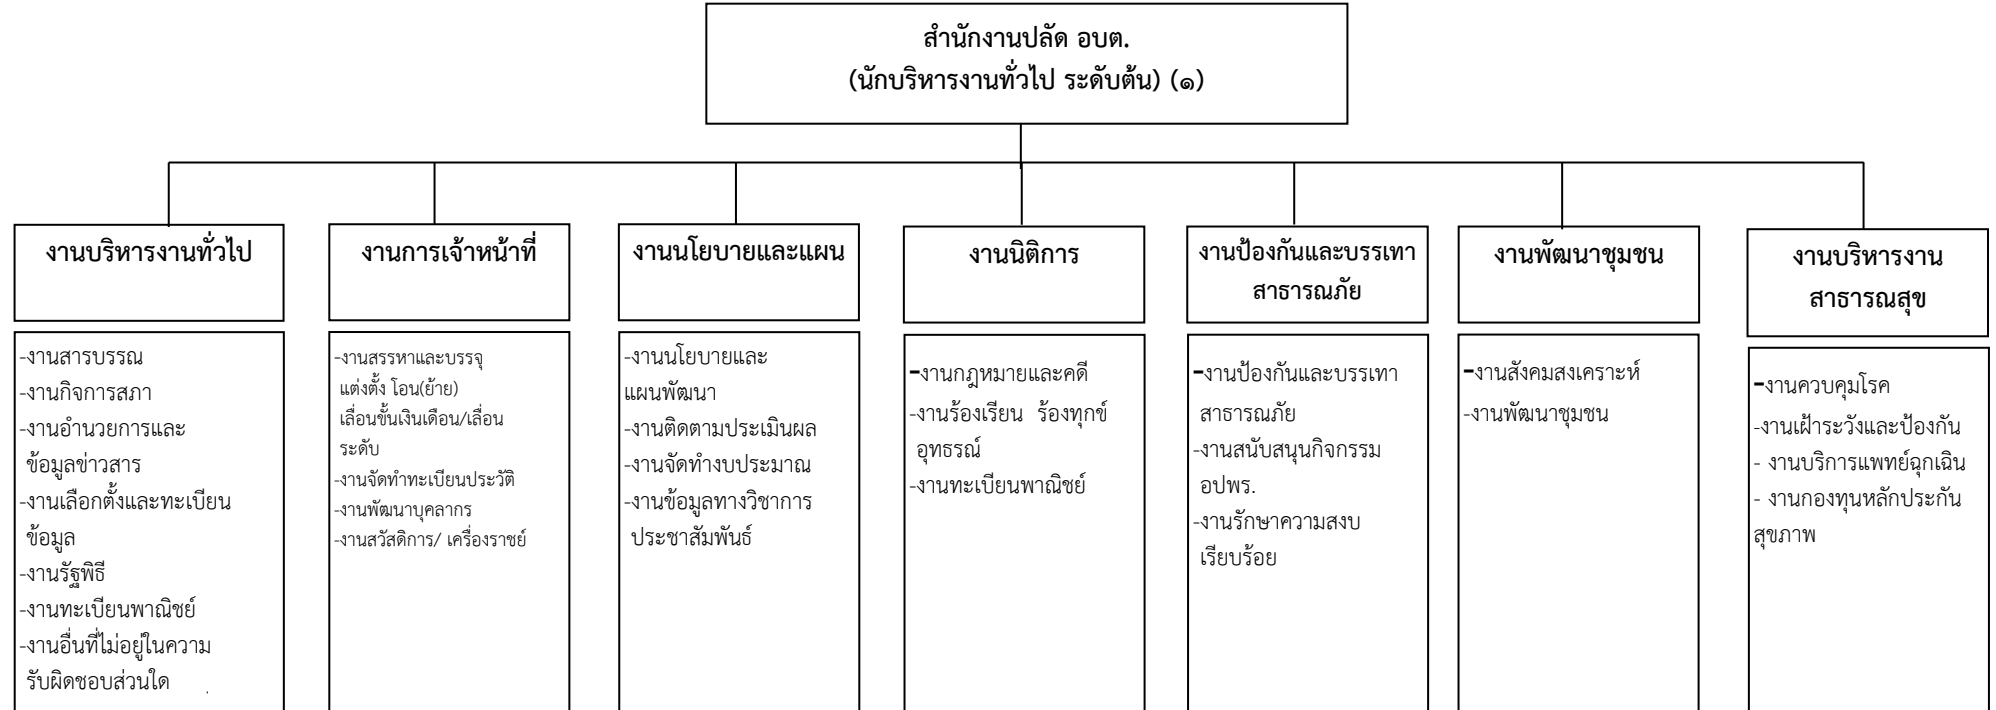 สำนักงานปลัด อบต.
(นักบริหารงานทั่วไป ระดับต้น) (๑)
งานบริหารงานทั่วไป
-งานสารบรรณ
-งานกิจการสภา
-งานอำนวยการและ
ข้อมูลข่าวสาร
-งานเลือกตั้งและทะเบียน
ข้อมูล
-งานรัฐพิธี
-งานทะเบียนพาณิชย์
-งานอื่นที่ไม่อยู่ในความ
รับผิดชอบส่วนใด
งานการเจ้าหน้าที่
-งานสรรหาและบรรจุ
แต่งตั้ง โอน(ย้าย)
เลื่อนขั้นเงินเดือน/เลื่อน
ระดับ
-งานจัดทำทะเบียนประวัติ
-งานพัฒนาบุคลากร
-งานสวัสดิการ/ เครื่องราชย์
งานนโยบายและแผน
-งานนโยบายและ
แผนพัฒนา
-งานติดตามประเมินผล
-งานจัดทำงบประมาณ
-งานข้อมูลทางวิชาการ
ประชาสัมพันธ์
งานนิติการ
-งานกฎหมายและคดี
-งานร้องเรียน ร้องทุกข์
อุทธรณ์
-งานทะเบียนพาณิชย์
งานป้องกันและบรรเทา
สาธารณภัย
-งานป้องกันและบรรเทา
สาธารณภัย
-งานสนับสนุนกิจกรรม
อปพร.
-งานรักษาความสงบ
เรียบร้อย
งานพัฒนาชุมชน
-งานสังคมสงเคราะห์
-งานพัฒนาชุมชน
งานบริหารงาน
สาธารณสุข
-งานควบคุมโรค
-งานเฝ้าระวังและป้องกัน
- งานบริการแพทย์ฉุกเฉิน
- งานกองทุนหลักประกัน
สุขภาพ